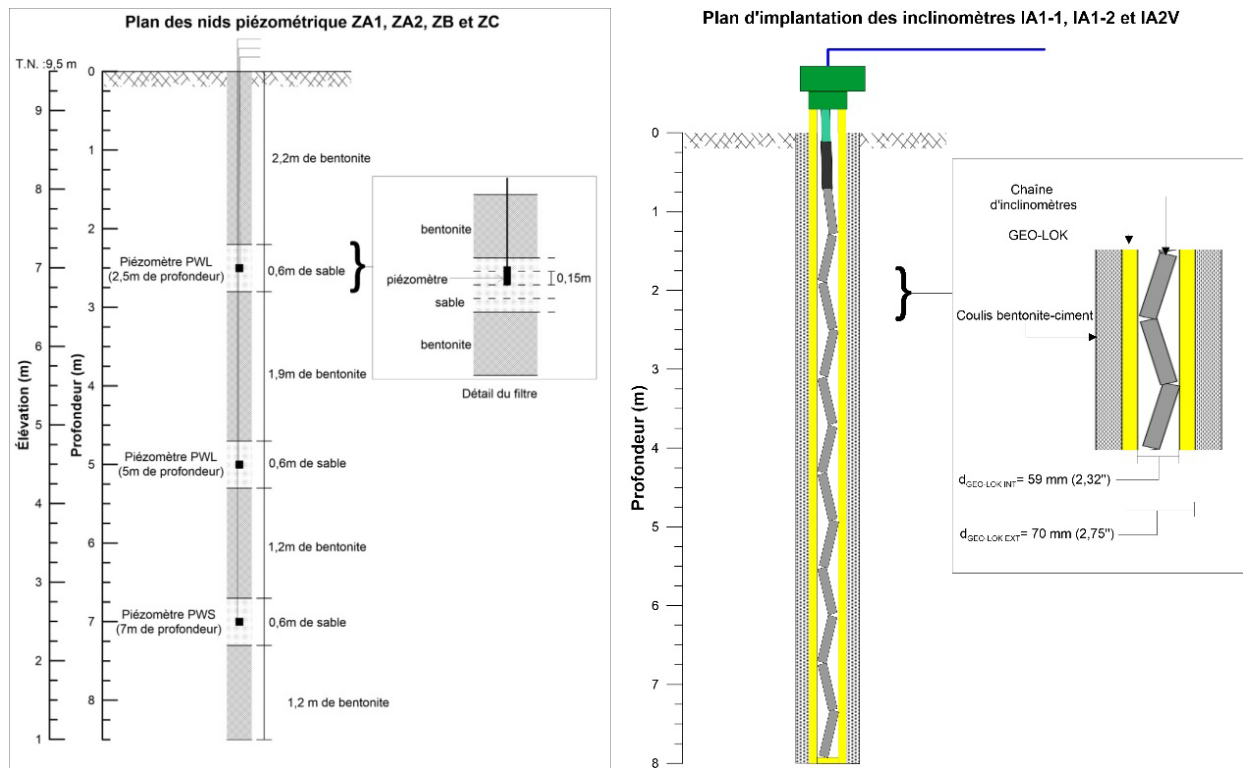 Plan des nids piézométrique ZA1, ZA2, ZB et ZC
T.N. :9,5 m
Élévation (m)
9
8
7
6
5
4
3
2
1
Profondeur (m)
0
1
2
3
4
5
6
7
8
2,2m de bentonite
Piézomètre PWL
(2,5m de profondeur)
0,6m de sable
1,9m de bentonite
Piézomètre PWL
(5m de profondeur)
0,6m de sable
1,2m de bentonite
Piézomètre PWS
(7m de profondeur)
0,6m de sable
1,2 m de bentonite
bentonite
piézomètre
0,15m
sable
bentonite
Détail du filtre
Plan d'implantation des inclinomètres IA1-1, IA1-2 et IA2V
Profondeur (m)
0
1
2
3
4
5
6
7
8
Chaîne
d'inclinomètres
GEO-LOK
Coulis bentonite-ciment
dGEO-LOK INT= 59 mm (2,32")
dGEO-LOK EXT= 70 mm (2,75")